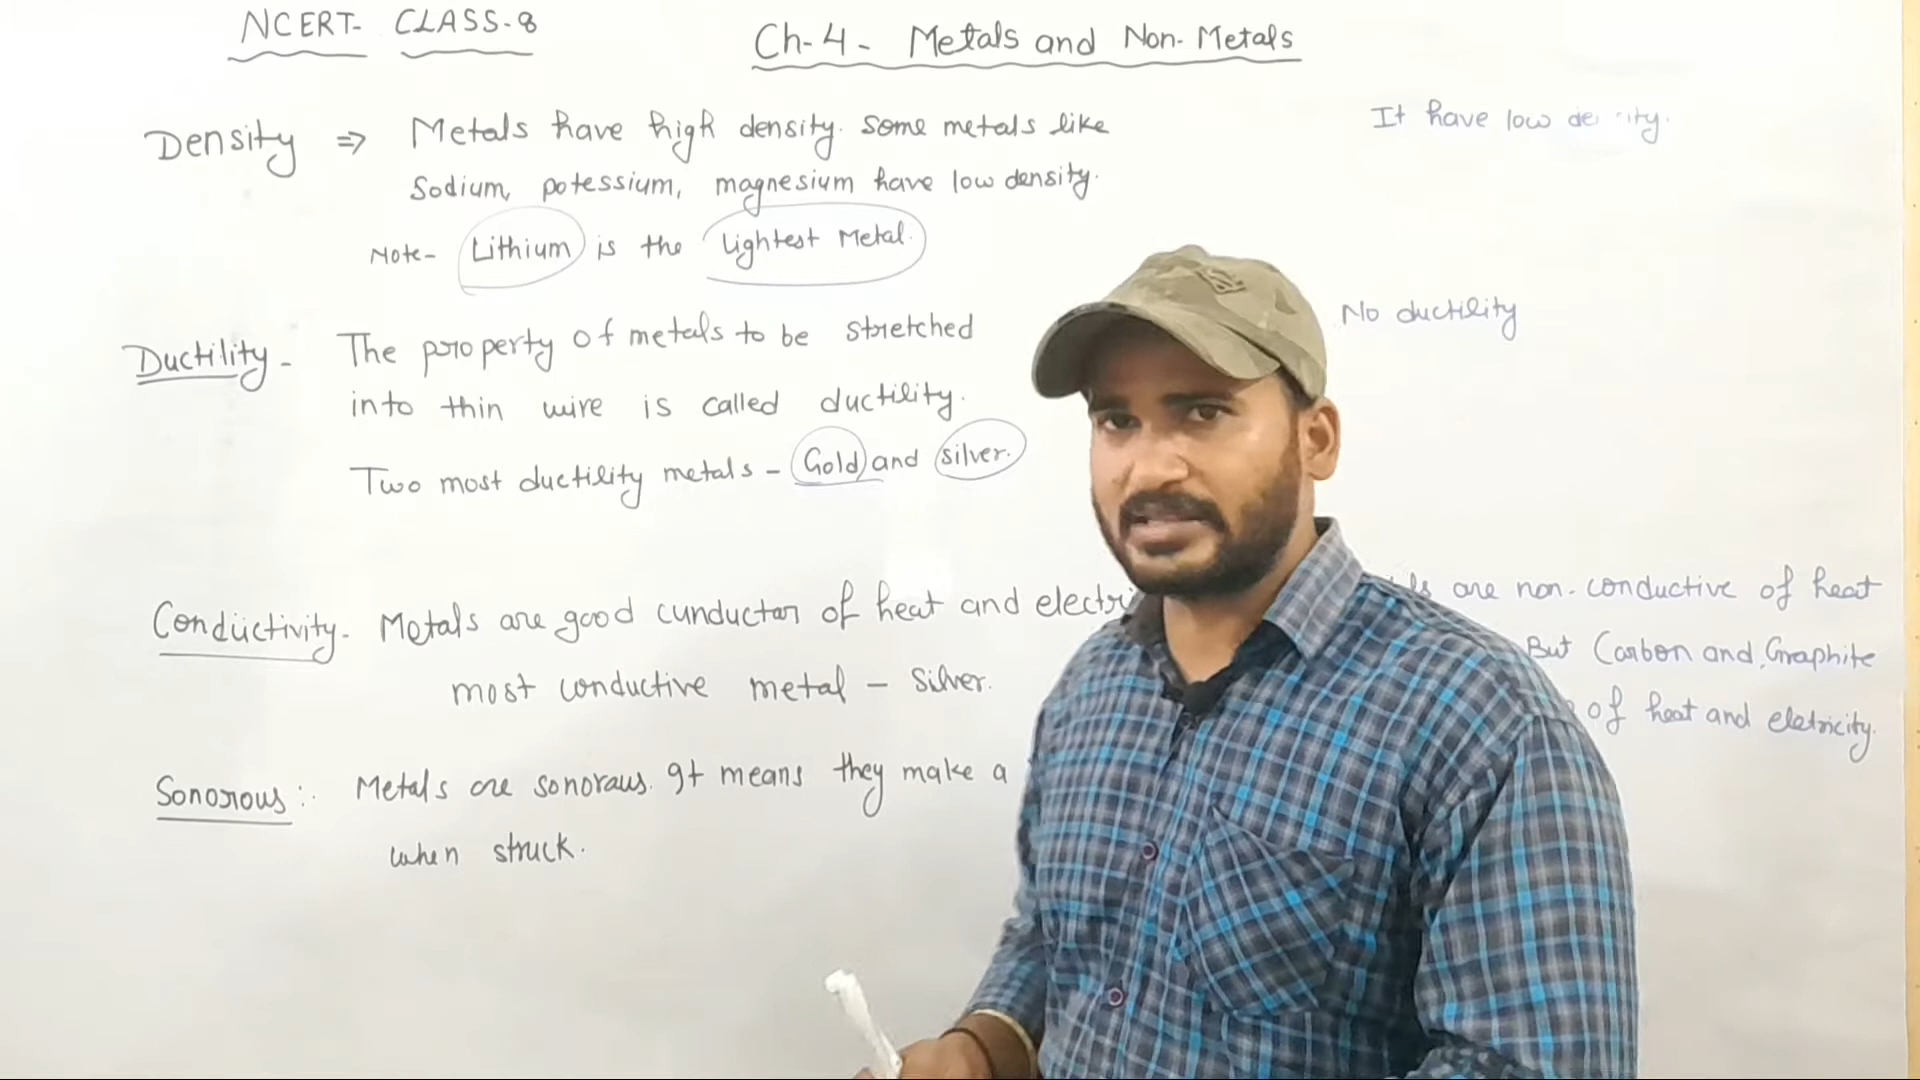 NCERT- CLASS-8
Ch-4- Metals and Non-Metals
Density ⇒ Metals have high density. Some metals like
Sodium, potessium, magnesium have low density.
Note- Lithium is the lightest Metal.
It have low
Ductility- The property of metals to be stretched
into thin wire is called ductility.
Two most ductility metals - Gold and silver.
No ductility
Conductivity- Metals are good cunductor of heat and
most conductive metal - Silver.
are non-conductive of heat
But Carbon and, Graphite
of heat and eletricity.
Sonorous:- Metals are sonoraus. It means they make a
when struck.